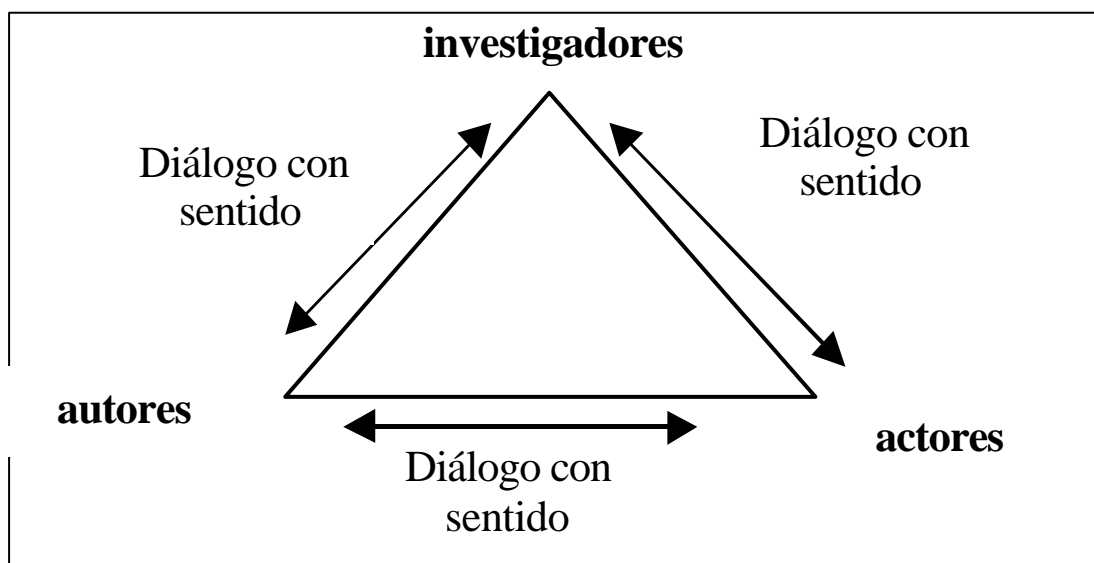 investigadores
Diálogo con
sentido
Diálogo con
sentido
autores
actores
Diálogo con
sentido